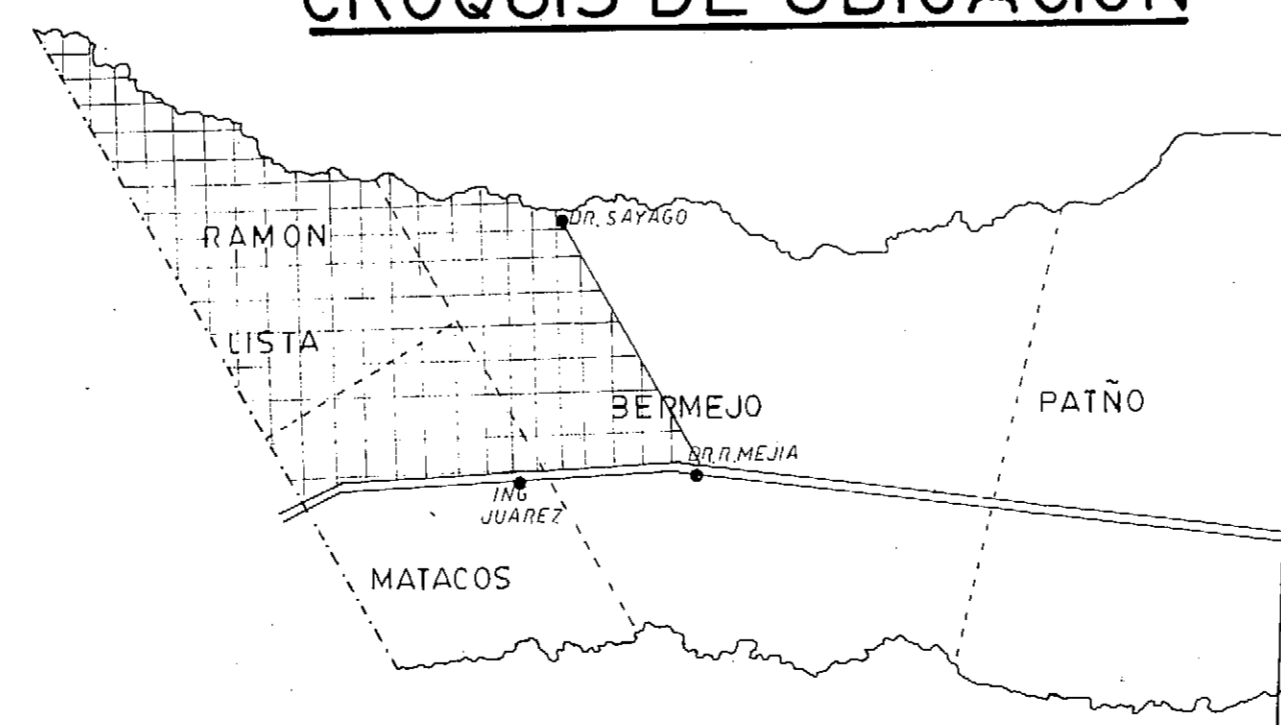 CROQUIS DE UBICACION
DR. SAYAGO
RAMON
LISTA
BERMEJO
PATÑO
DR.R.MEJIA
ING
JUAREZ
MATACOS